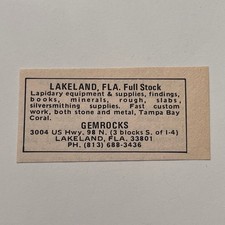 LAKELAND, FLA. Full Stock
Lapidary equipment & supplies, findings,
books, minerals, rough, slabs,
silversmithing supplies. Fast custom
work, both stone and metal, Tampa Bay
Coral.
GEMROCKS
3004 US Hwy. 98 N. (3 blocks S. of I-4)
LAKELAND, FLA. 33801
PH. (813) 688-3436